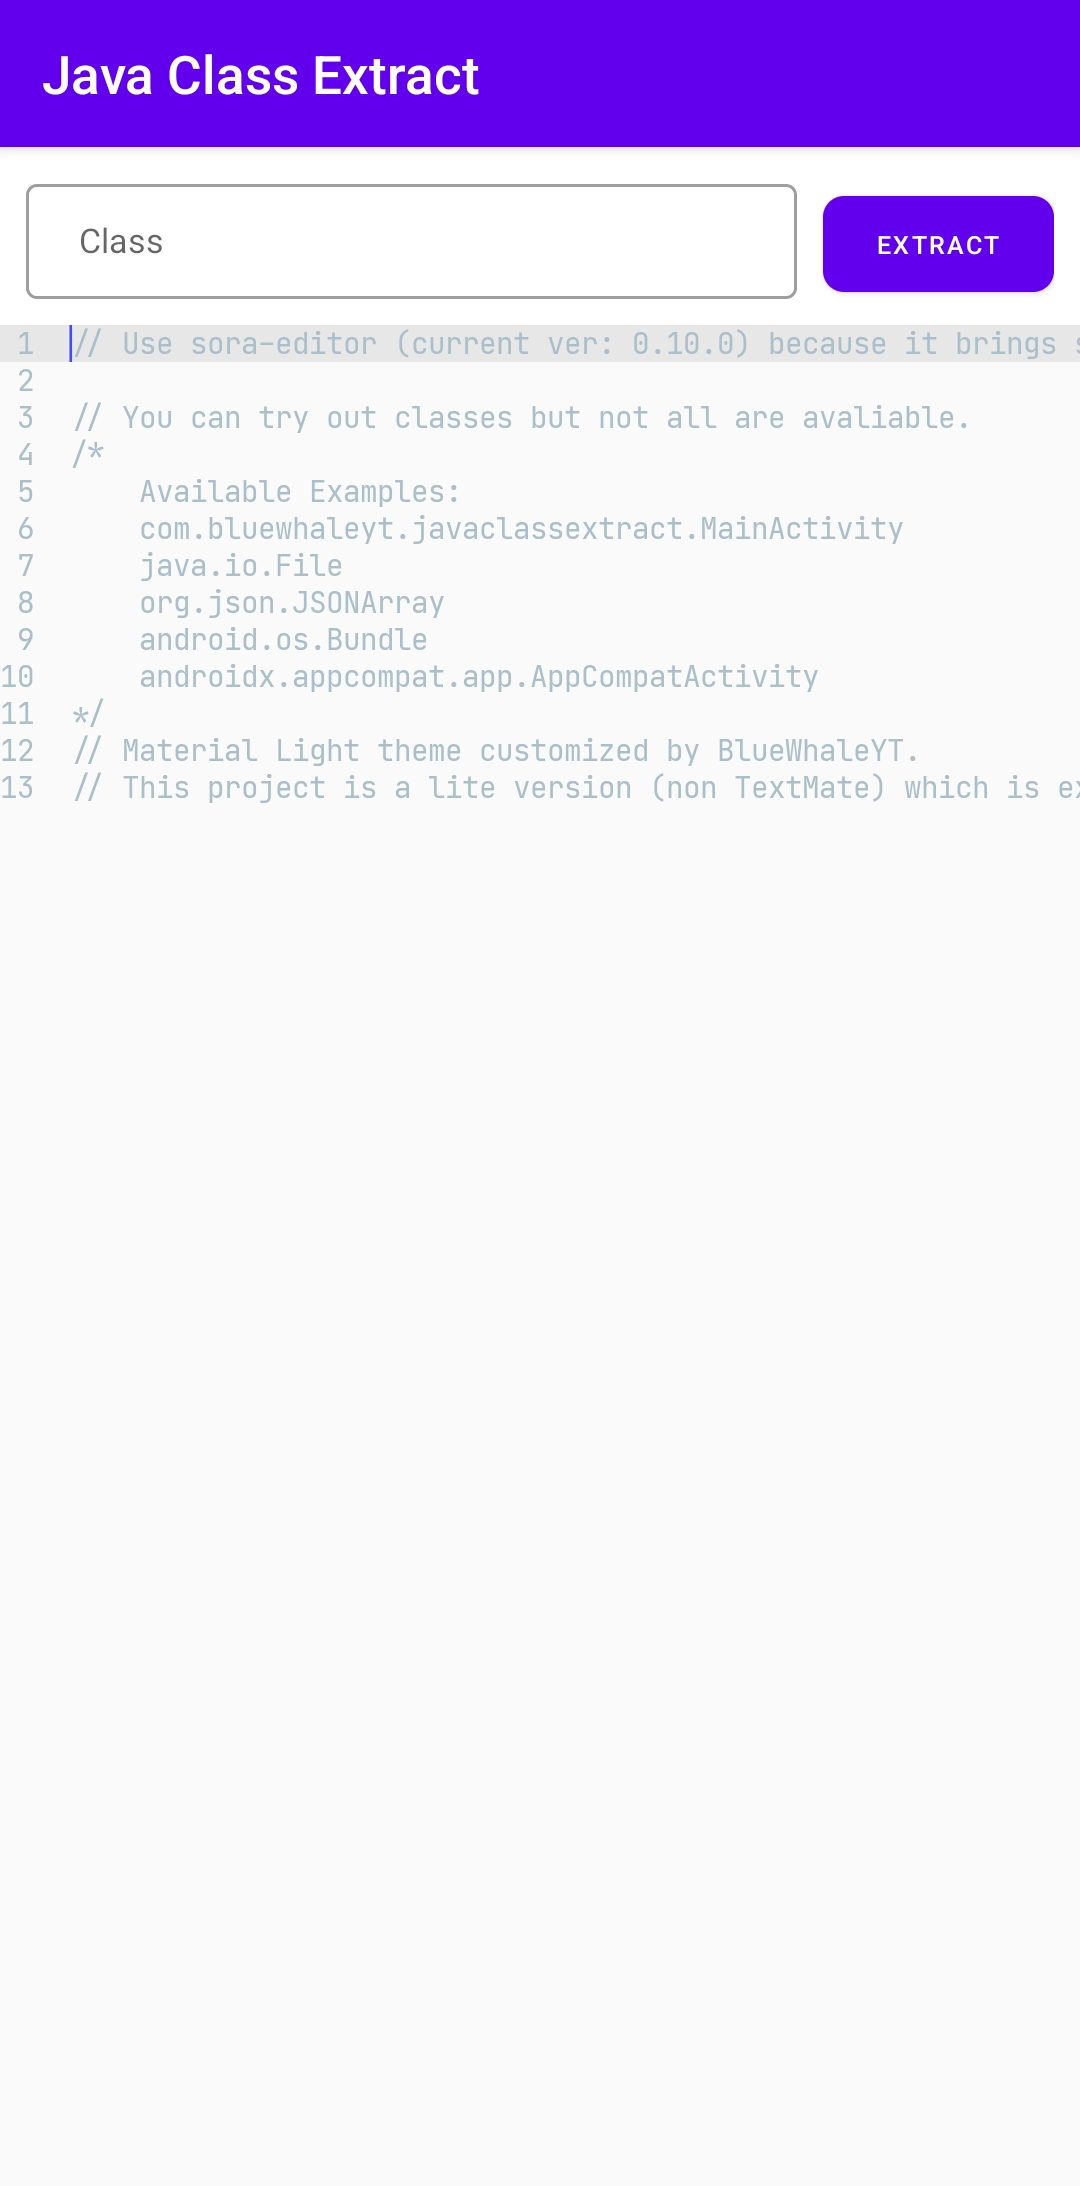 Java Class Extract
Class
EXTRACT
1 // Use sora-editor (current ver: 0.10.0) because it brings
2
3 // You can try out classes but not all are avaliable.
4 /*
5 Available Examples:
6 com.bluewhaleyt.javaclassextract.MainActivity
7 java.io.File
8 org.json.JSONArray
9 android.os.Bundle
10 androidx.appcompat.app.AppCompatActivity
11 */
12 // Material Light theme customized by BlueWhaleYT.
13 // This project is a lite version (non TextMate) which is